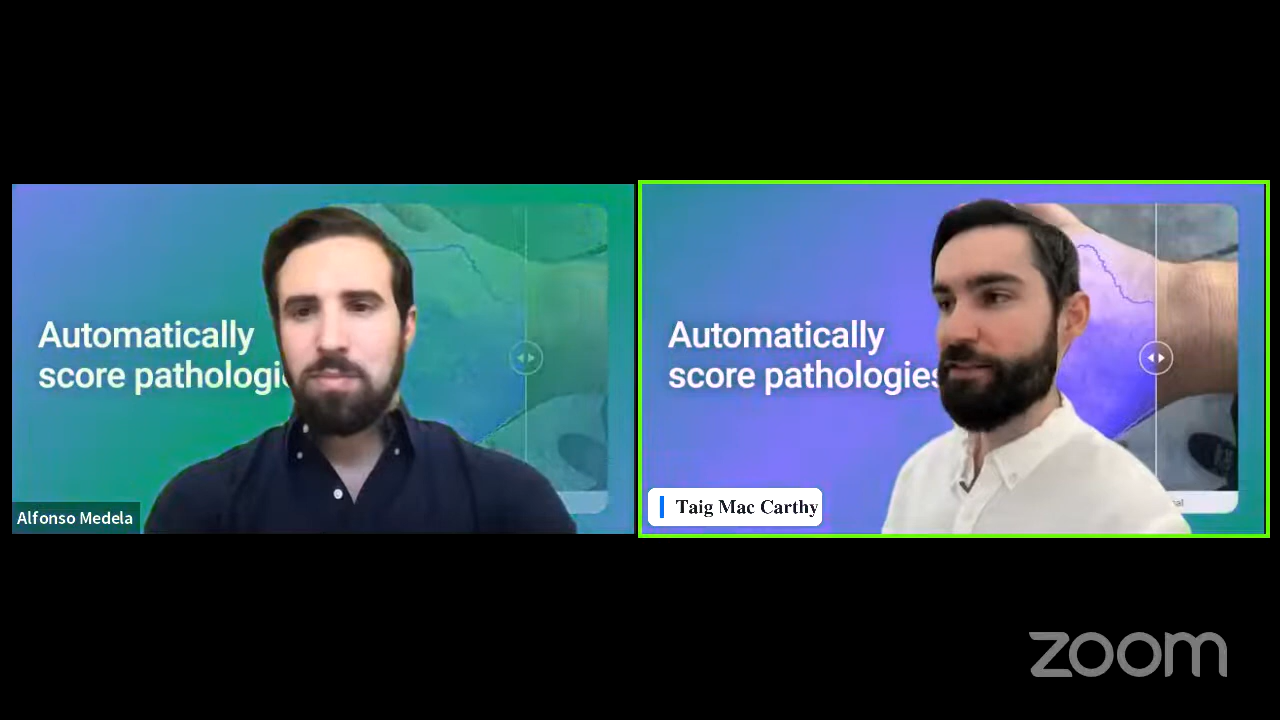 Automatically
score pathologi
Alfonso Medela
Automatically
score pathologies
Taig Mac Carthy
zoom